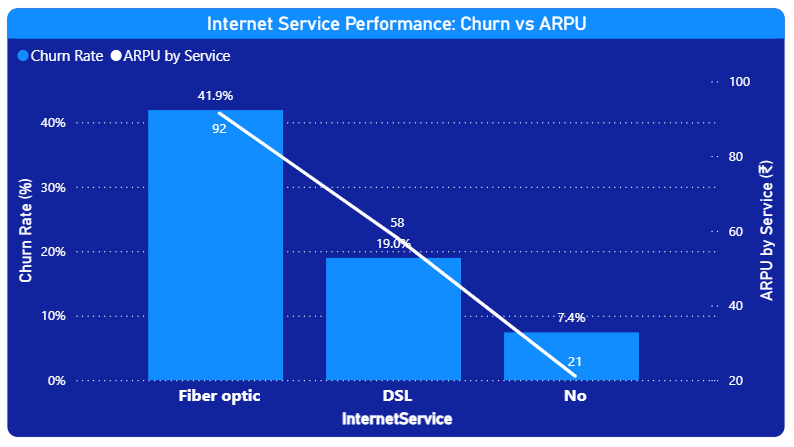 Internet Service Performance: Churn vs ARPU
Churn Rate ARPU by Service
Churn Rate (%)
40%
30%
20%
10%
0%
41.9%
92
58
19.0%
7.4%
21
100
80
60
40
20
ARPU by Service (₹)
Fiber optic DSL No
InternetService